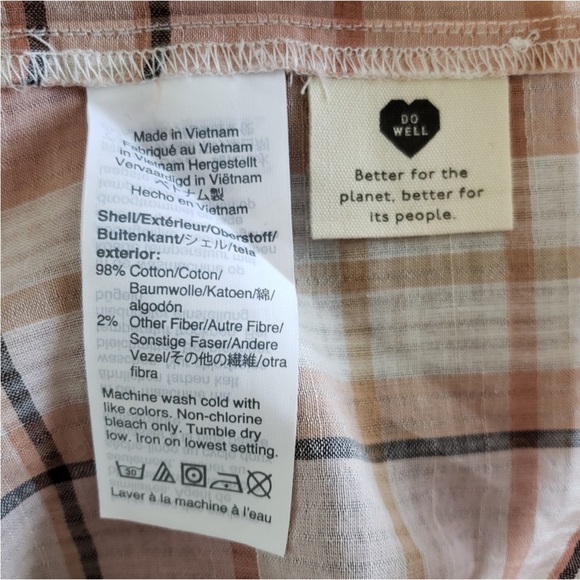 Made in Vietnam
Fabriqué au Vietnam
in Vietnam Hergestellt
Vervaardigd in Viëtnam
ベトナム製
Hecho en Vietnam
Shell/Extérieur/Oberstoff/
Buitenkant/シェル/tela
exterior:
98% Cotton/Coton/
Baumwolle/Katoen/綿/
algodón
2% Other Fiber/Autre Fibre/
Sonstige Faser/Andere
Vezel/その他の繊維/otra
fibra
Machine wash cold with
like colors. Non-chlorine
bleach only. Tumble dry
low. Iron on lowest setting.
30
Laver à la machine à l'eau
DO
WELL
Better for the
planet, better for
its people.